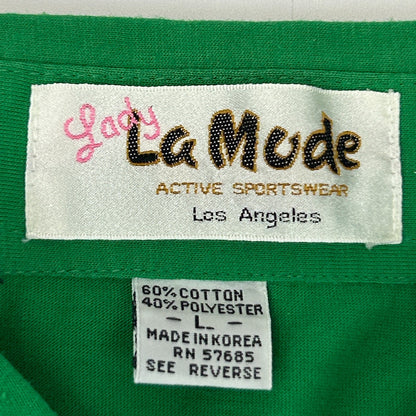 Lady
La Mode
ACTIVE SPORTSWEAR
Los Angeles
60% COTTON
40% POLYESTER
- L -
MADE IN KOREA
RN 57685
SEE REVERSE